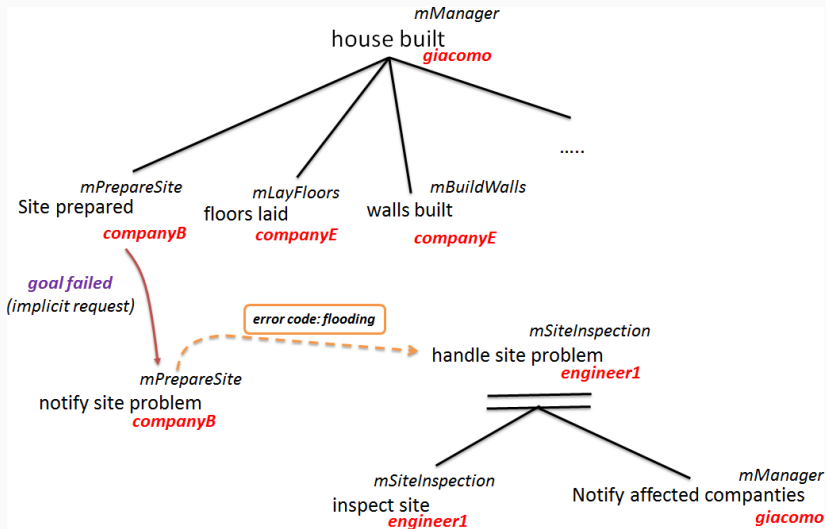 mManager
house built
giacomo
.....
mPrepareSite
Site prepared
companyB
mLayFloors
floors laid
companyE
mBuildWalls
walls built
companyE
goal failed
(implicit request)
error code: flooding
mPrepareSite
notify site problem
companyB
mSiteInspection
handle site problem
engineer1
mSiteInspection
inspect site
engineer1
mManager
Notify affected companties
giacomo